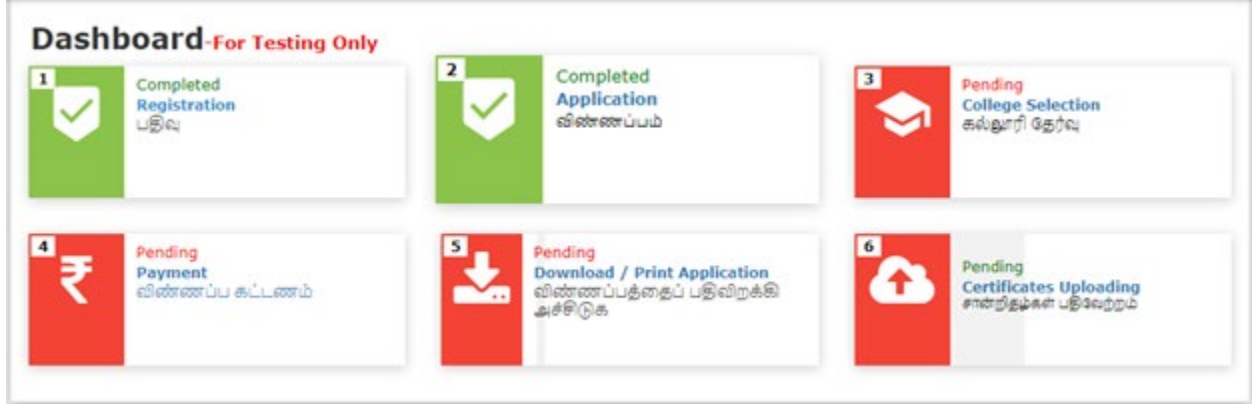 Dashboard-For Testing Only
1
Completed
Registration
பதிவு
2
Completed
Application
விண்ணப்பம்
3
Pending
College Selection
கல்லூரி தேர்வு
4
Pending
Payment
விண்ணப்ப கட்டணம்
5
Pending
Download / Print Application
விண்ணப்பத்தைப் பதிவிறக்கி
அச்சிடுக
6
Pending
Certificates Uploading
சான்றிதழ்கள் பதிவேற்றம்